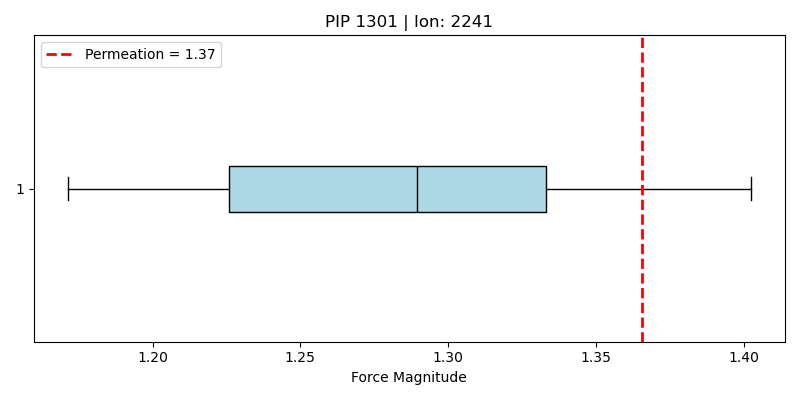 PIP 1301 | Ion: 2241
Permeation = 1.37
1
1.20 1.25 1.30 1.35 1.40
Force Magnitude